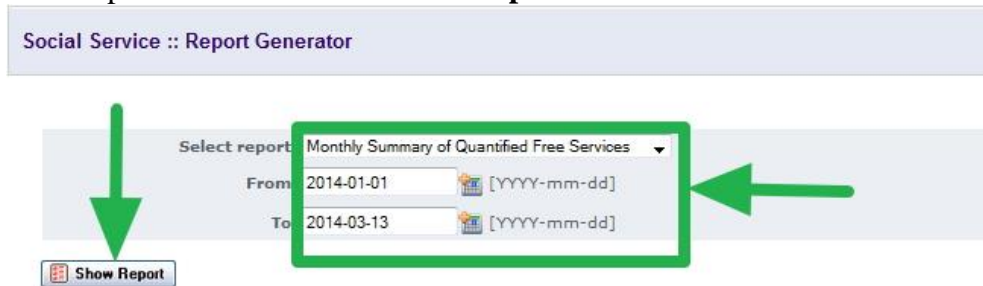 Social Service :: Report Generator
Select report Monthly Summary of Quantified Free Services
From 2014-01-01 [YYYY-mm-dd]
To 2014-03-13 [YYYY-mm-dd]
Show Report